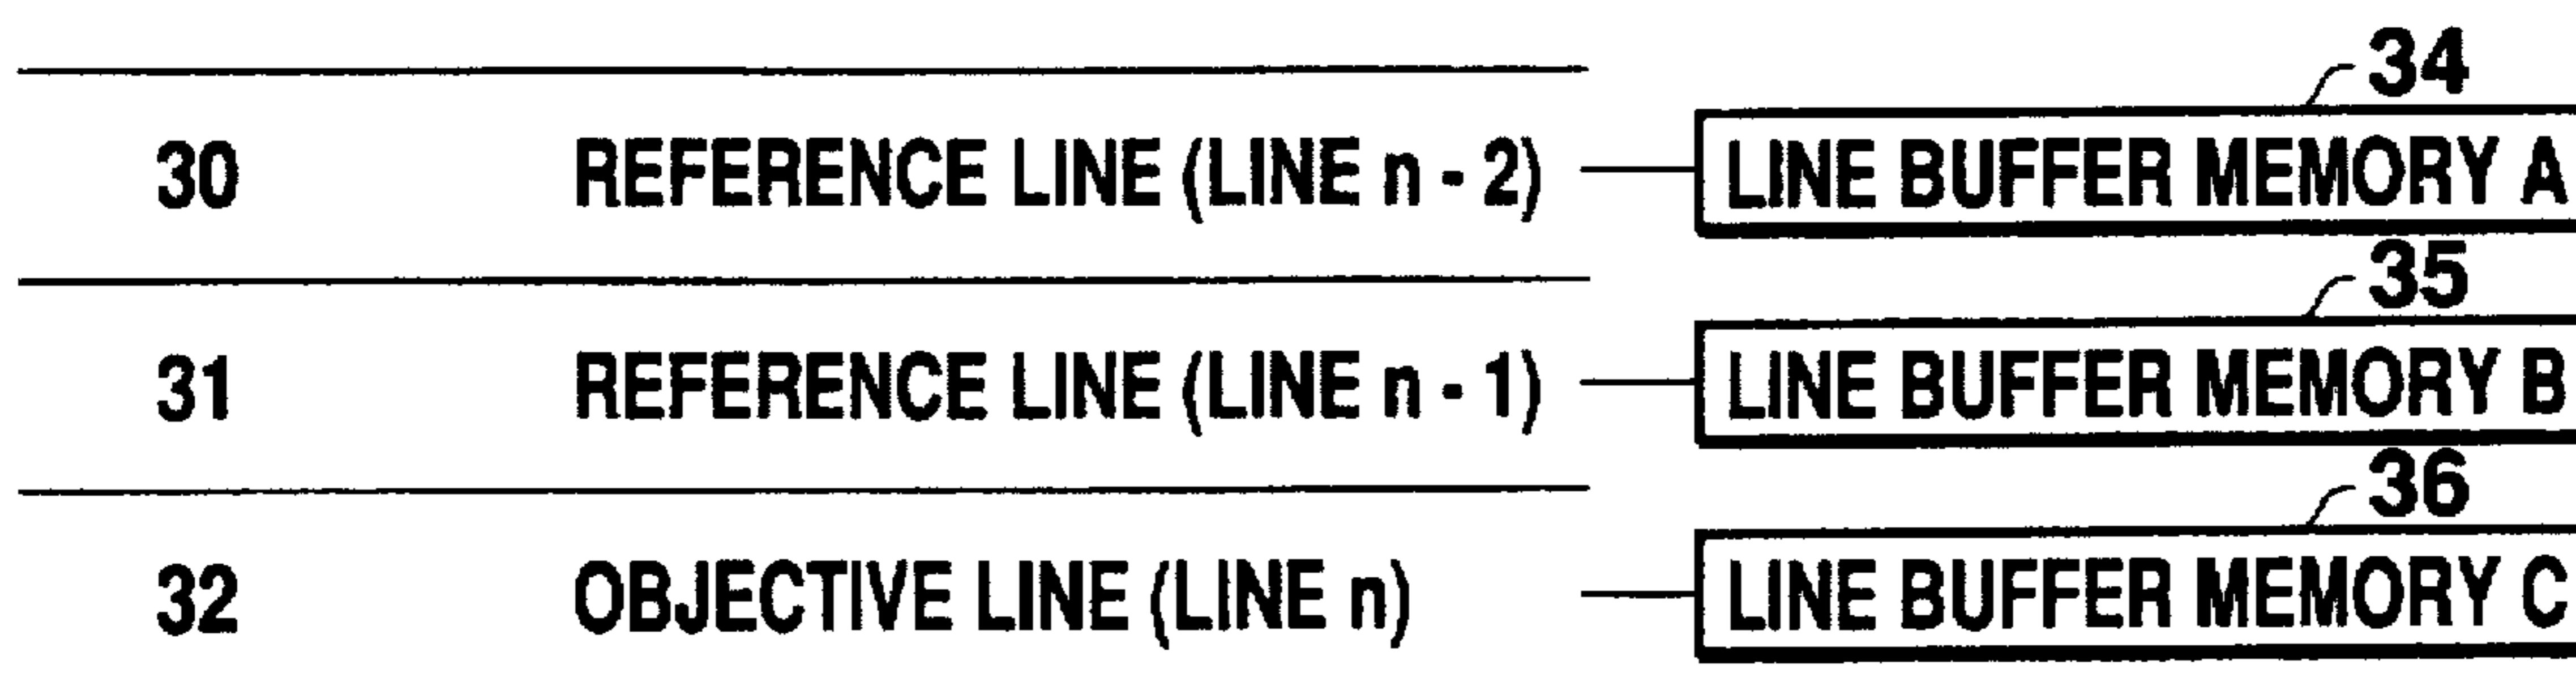 34
30 REFERENCE LINE (LINE n - 2) LINE BUFFER MEMORY A
35
31 REFERENCE LINE (LINE n - 1) LINE BUFFER MEMORY B
36
32 OBJECTIVE LINE (LINE n) LINE BUFFER MEMORY C